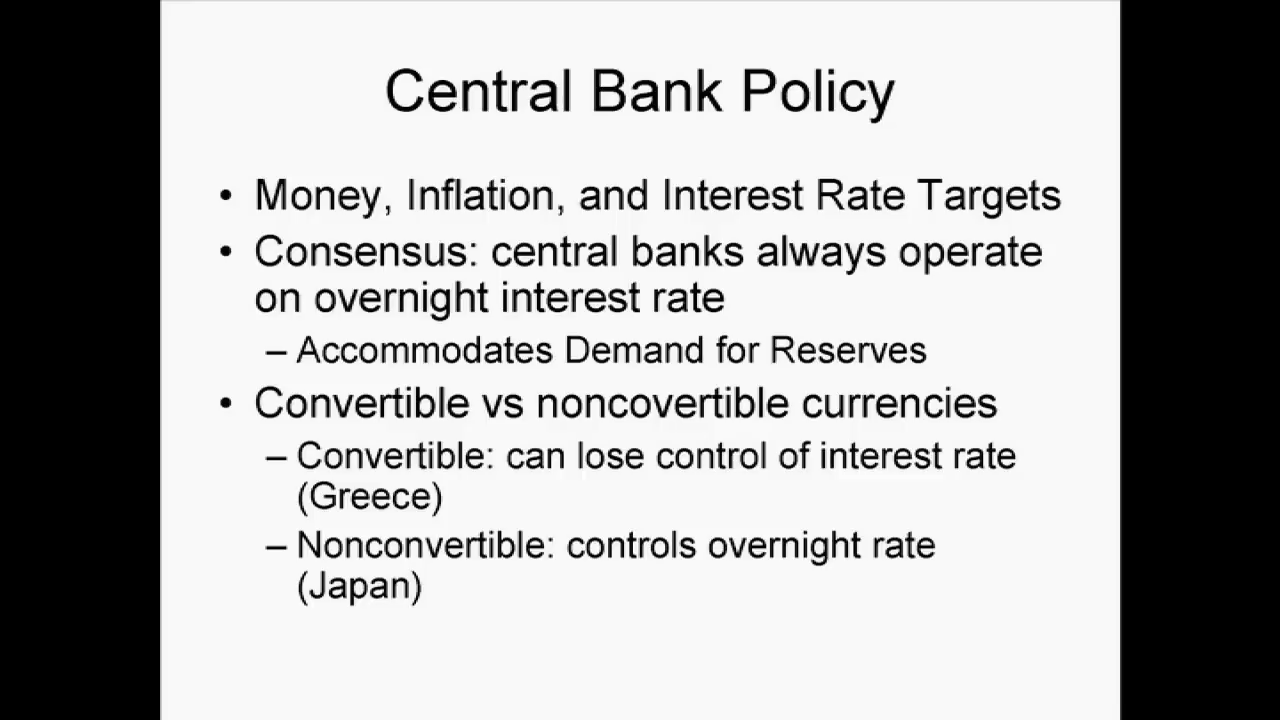 Central Bank Policy
• Money, Inflation, and Interest Rate Targets
• Consensus: central banks always operate
on overnight interest rate
– Accommodates Demand for Reserves
• Convertible vs noncovertible currencies
– Convertible: can lose control of interest rate
(Greece)
– Nonconvertible: controls overnight rate
(Japan)